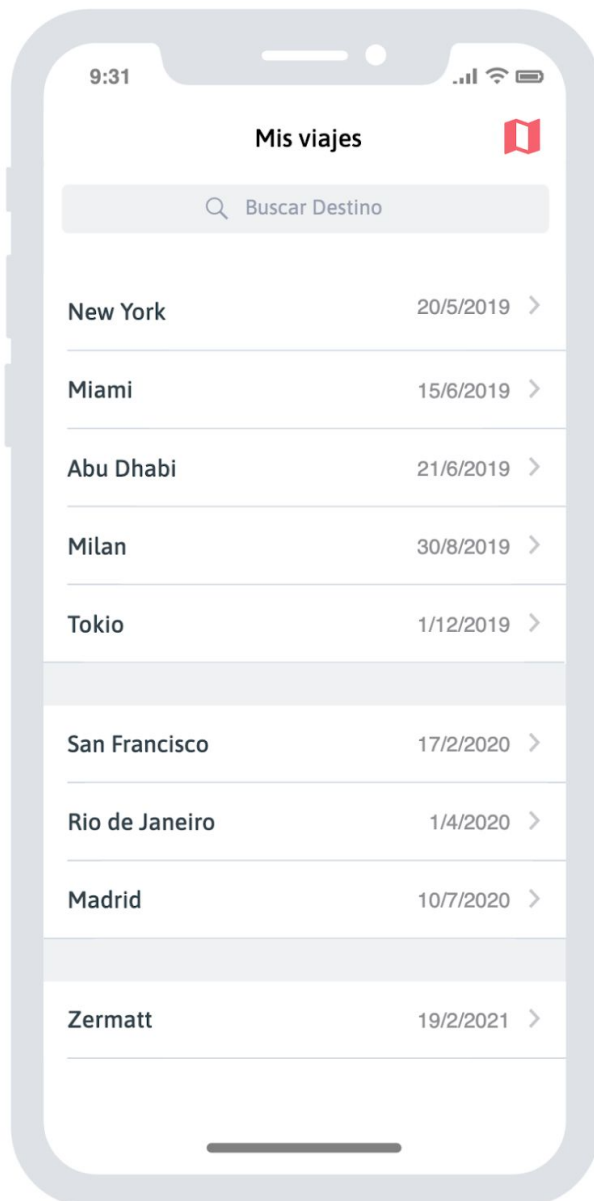 9:31
Mis viajes
Buscar Destino
New York 20/5/2019
Miami 15/6/2019
Abu Dhabi 21/6/2019
Milan 30/8/2019
Tokio 1/12/2019
San Francisco 17/2/2020
Rio de Janeiro 1/4/2020
Madrid 10/7/2020
Zermatt 19/2/2021